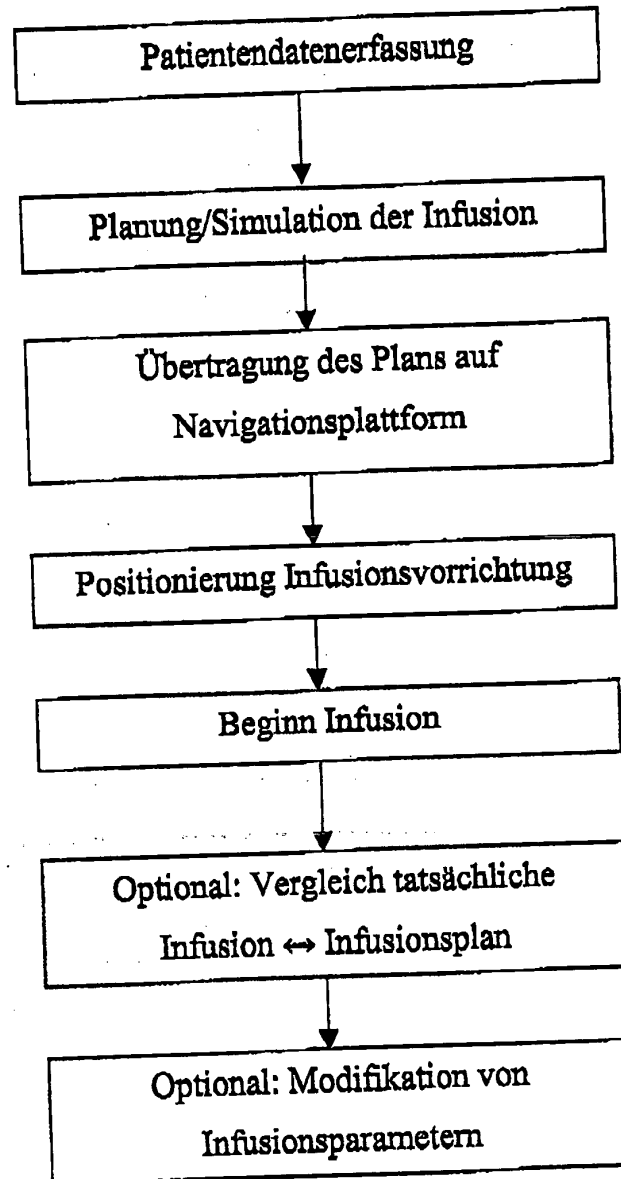 Patientendatenerfassung
Planung/Simulation der Infusion
Übertragung des Plans auf
Navigationsplattform
Positionierung Infusionsvorrichtung
Beginn Infusion
Optional: Vergleich tatsächliche
Infusion ↔ Infusionsplan
Optional: Modifikation von
Infusionsparametern